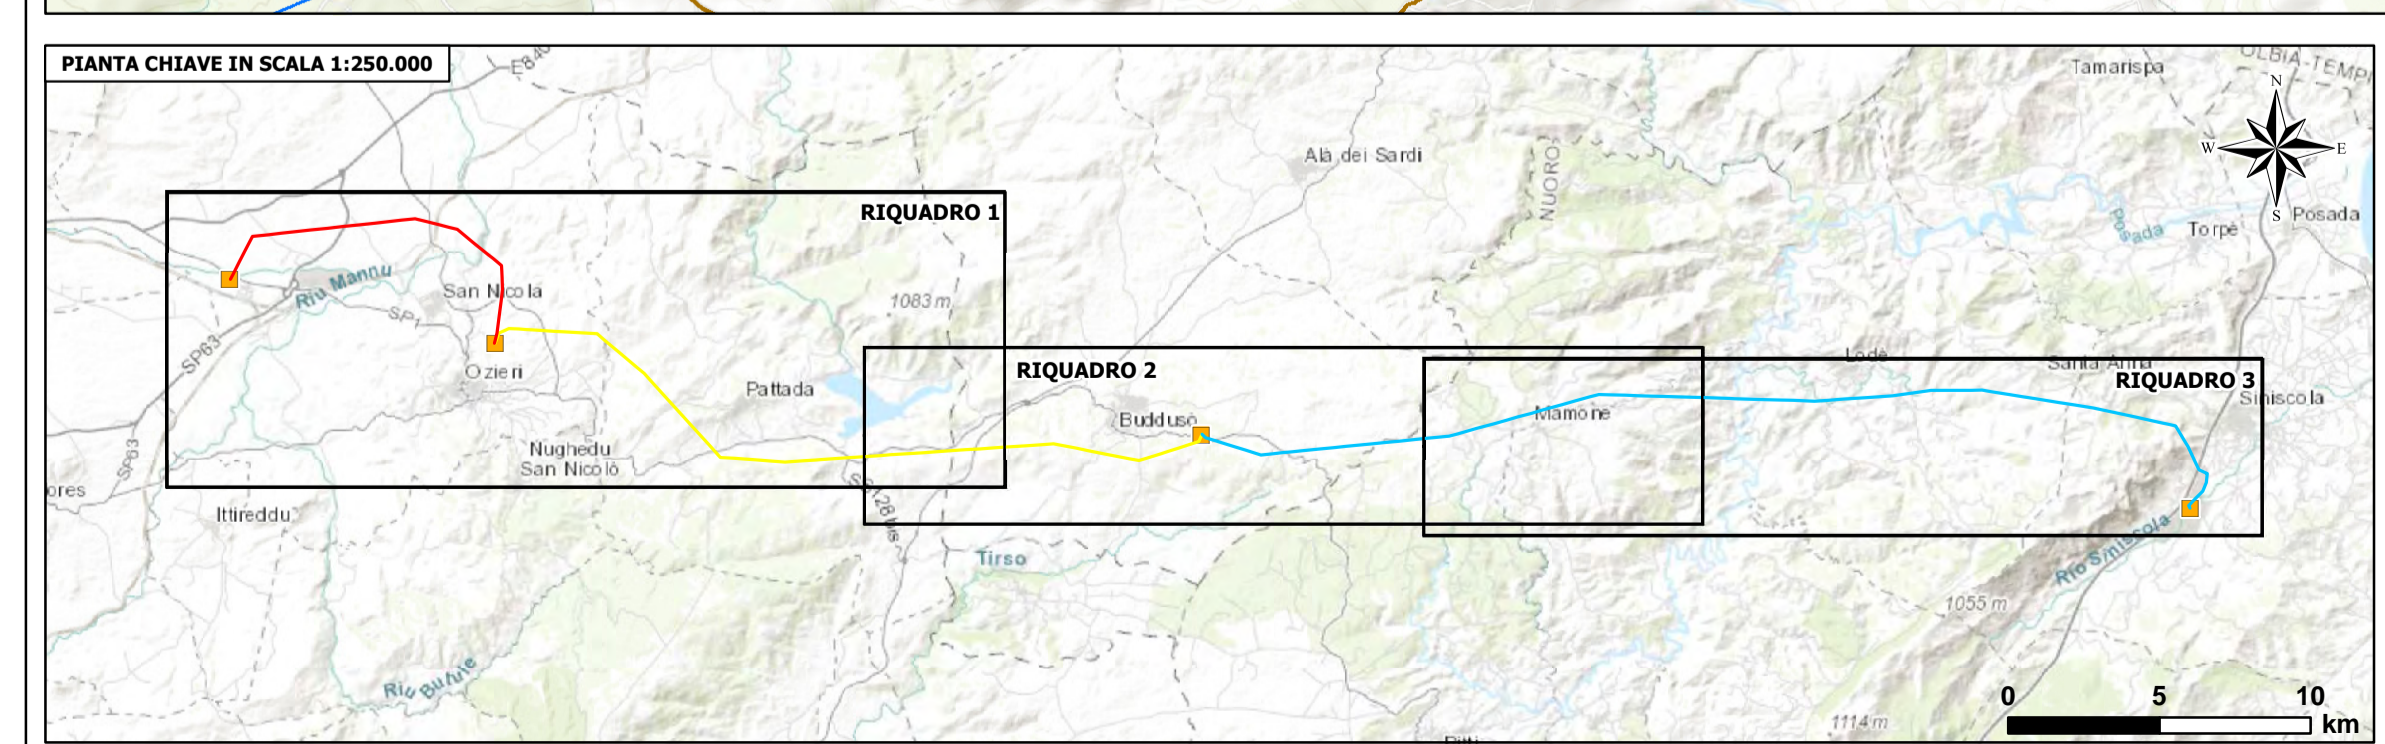 PIANTA CHIAVE IN SCALA 1:250.000
E840
Tamarispa
OLBIA-TEMPI
N
W
E
S
Alà dei Sardi
NUORO
Posada
Posada
Torpè
RIQUADRO 1
Riu Mannu
San Nicola
1083 m
SP1
SP63
Ozieri
Pattada
RIQUADRO 2
Lodè
Santa Anna
RIQUADRO 3
Siniscola
Buddusò
Mamone
SP63
Nughedu
San Nicolò
ores
Ittireddu
128bis
Tirso
Rio Siniscola
1055 m
Riu Butule
0 5 10
km
1114 m